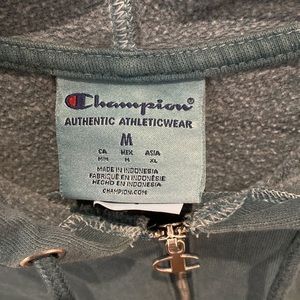 Champion
AUTHENTIC ATHLETICWEAR
M
CA MEX ASIA
M/M M XL
MADE IN INDONESIA
FABRIQUÉ EN INDONÉSIE
HECHO EN INDONESIA
CHAMPION.COM